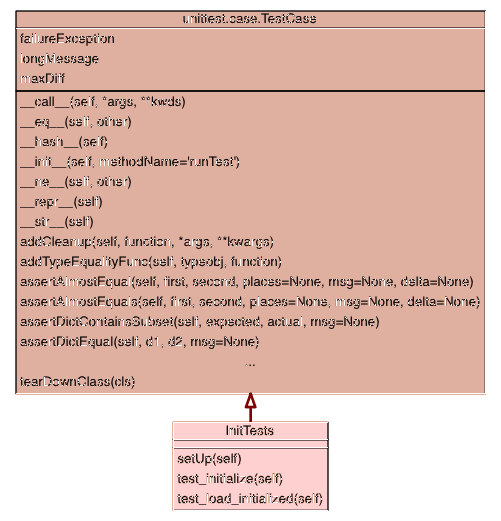 unittest.case.TestCase
failureException
longMessage
maxDiff
__call__(self, *args, **kwds)
__eq__(self, other)
__hash__(self)
__init__(self, methodName='runTest')
__ne__(self, other)
__repr__(self)
__str__(self)
addCleanup(self, function, *args, **kwargs)
addTypeEqualityFunc(self, typeobj, function)
assertAlmostEqual(self, first, second, places=None, msg=None, delta=None)
assertAlmostEquals(self, first, second, places=None, msg=None, delta=None)
assertDictContainsSubset(self, expected, actual, msg=None)
assertDictEqual(self, d1, d2, msg=None)
...
tearDownClass(cls)
InitTests
setUp(self)
test_initialize(self)
test_load_initialized(self)